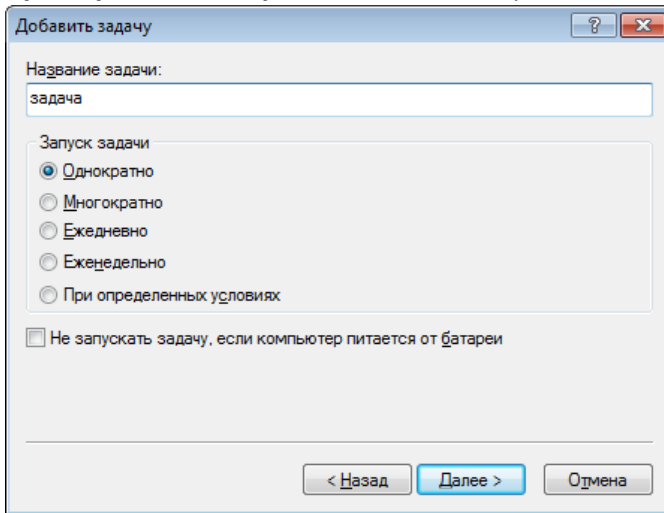 Добавить задачу
Название задачи:
задача
Запуск задачи
Однократно
Многократно
Ежедневно
Еженедельно
При определенных условиях
Не запускать задачу, если компьютер питается от батареи
< Назад Далее > Отмена